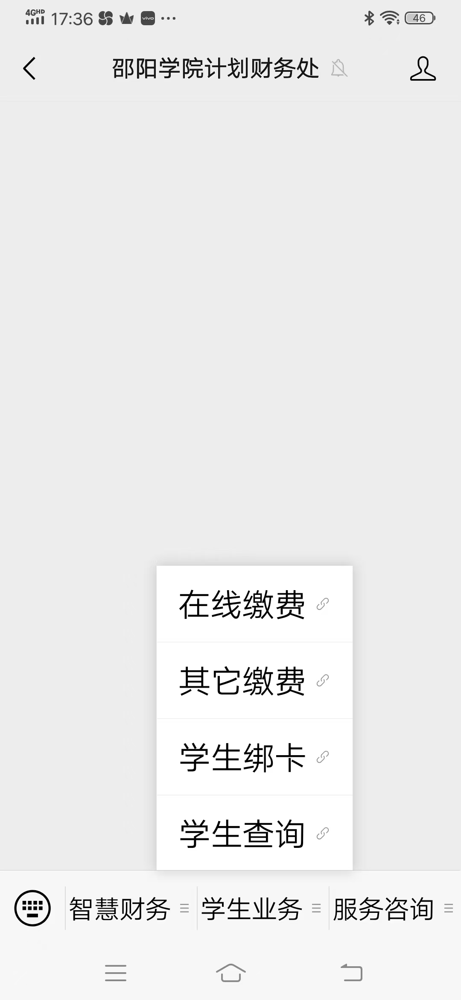 4GHD 17:36 vivo 46
邵阳学院计划财务处
在线缴费
其它缴费
学生绑卡
学生查询
智慧财务 学生业务 服务咨询